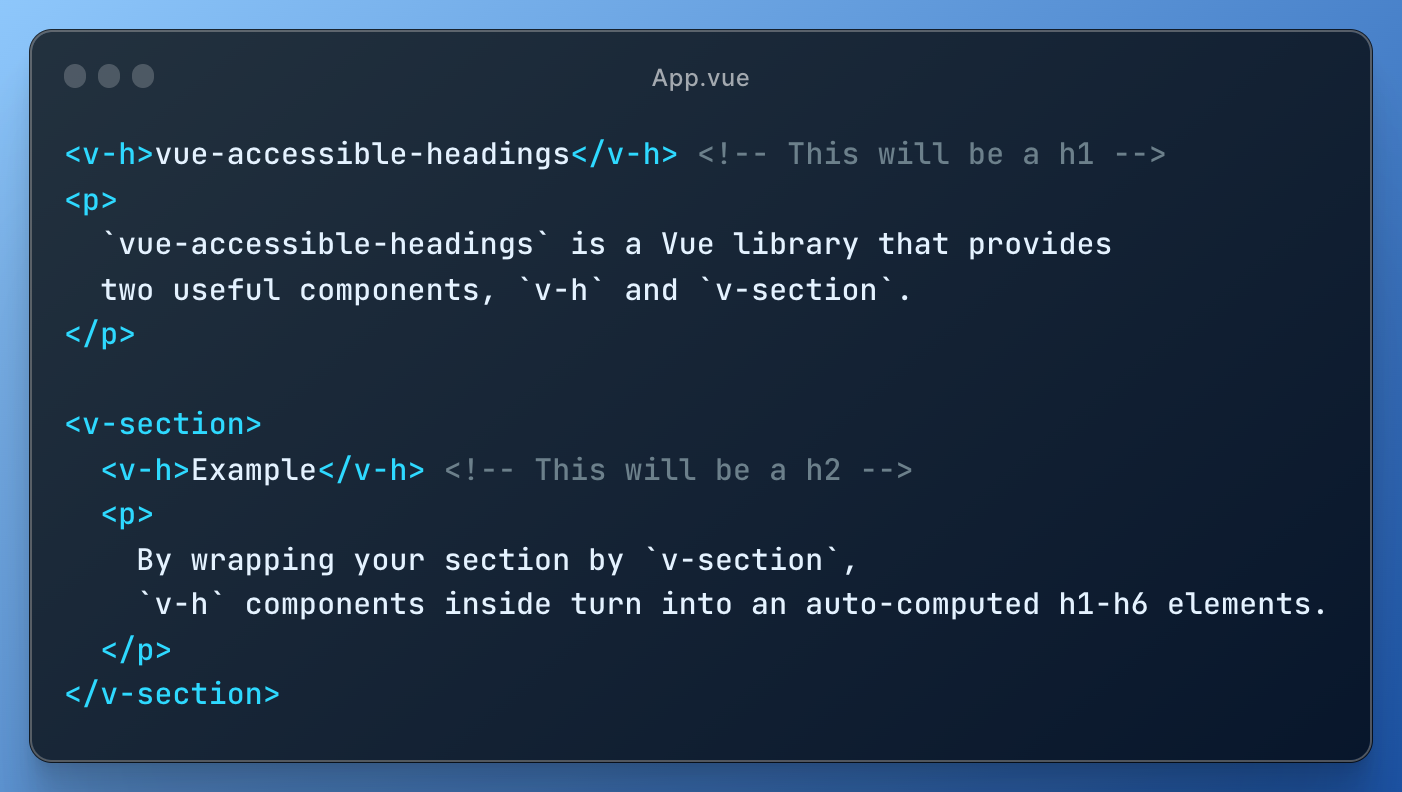 App.vue
<v-h>vue-accessible-headings</v-h> <!-- This will be a h1 -->
<p>
  `vue-accessible-headings` is a Vue library that provides
  two useful components, `v-h` and `v-section`.
</p>

<v-section>
  <v-h>Example</v-h> <!-- This will be a h2 -->
  <p>
    By wrapping your section by `v-section`,
    `v-h` components inside turn into an auto-computed h1-h6 elements.
  </p>
</v-section>